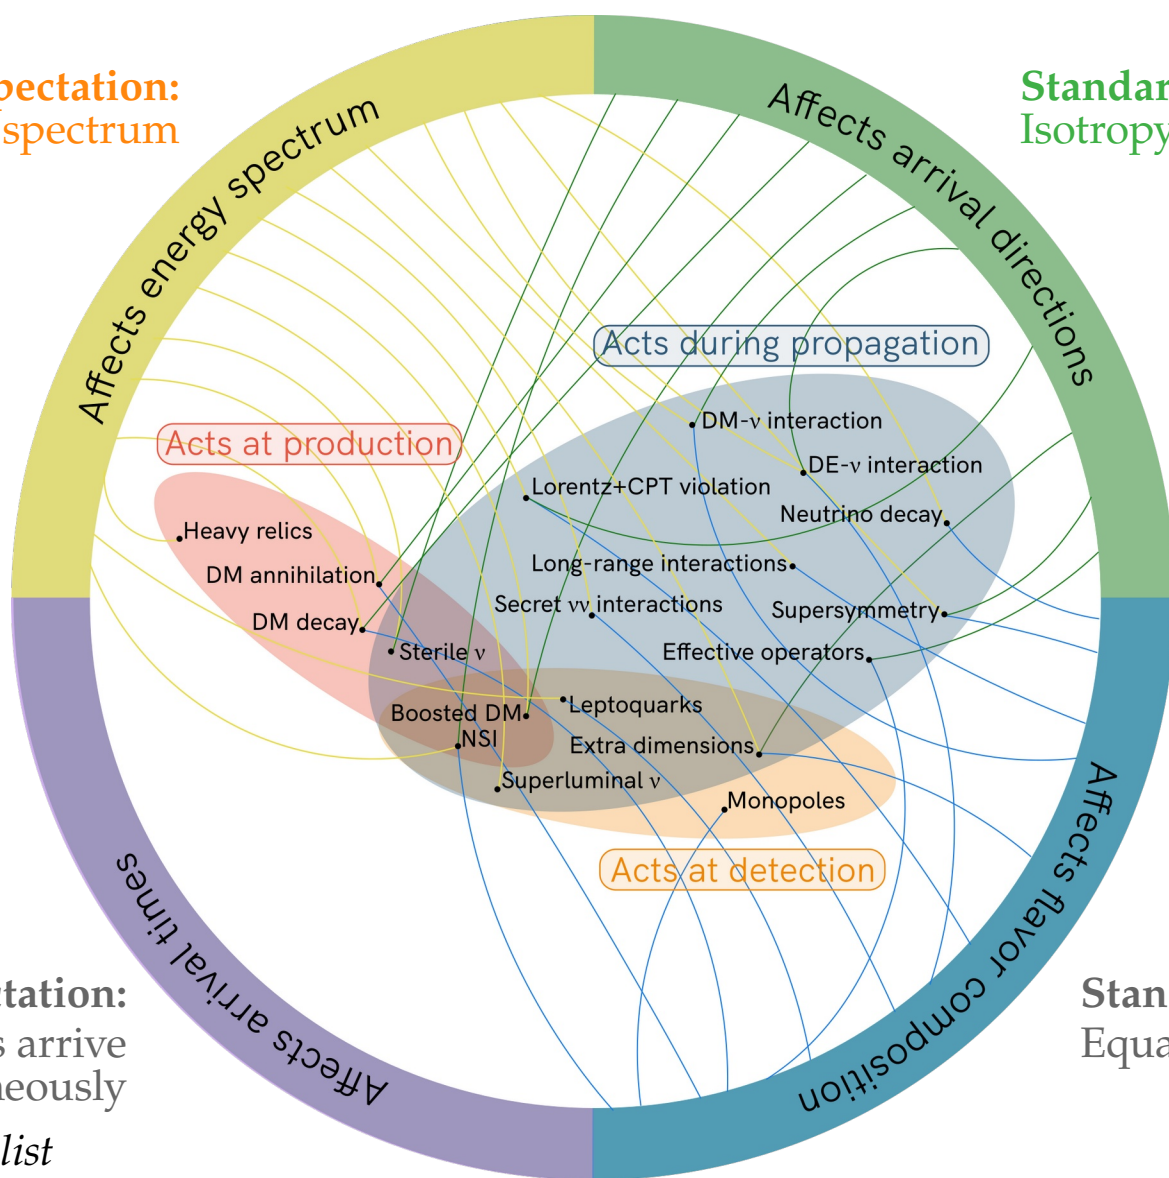 pectation:
spectrum
Standar
Isotropy
Affects energy spectrum
Affects arrival directions
Acts during propagation
Acts at production
DM-ν interaction
DE-ν interaction
Lorentz+CPT violation
Neutrino decay
Heavy relics
Long-range interactions
DM annihilation
Secret νν interactions
Supersymmetry
DM decay
Sterile ν
Effective operators
Leptoquarks
Boosted DM
NSI
Extra dimensions
Superluminal ν
Monopoles
Acts at detection
Affects arrival times
Affects flavor composition
tation:
s arrive
neously
list
Stan
Equa